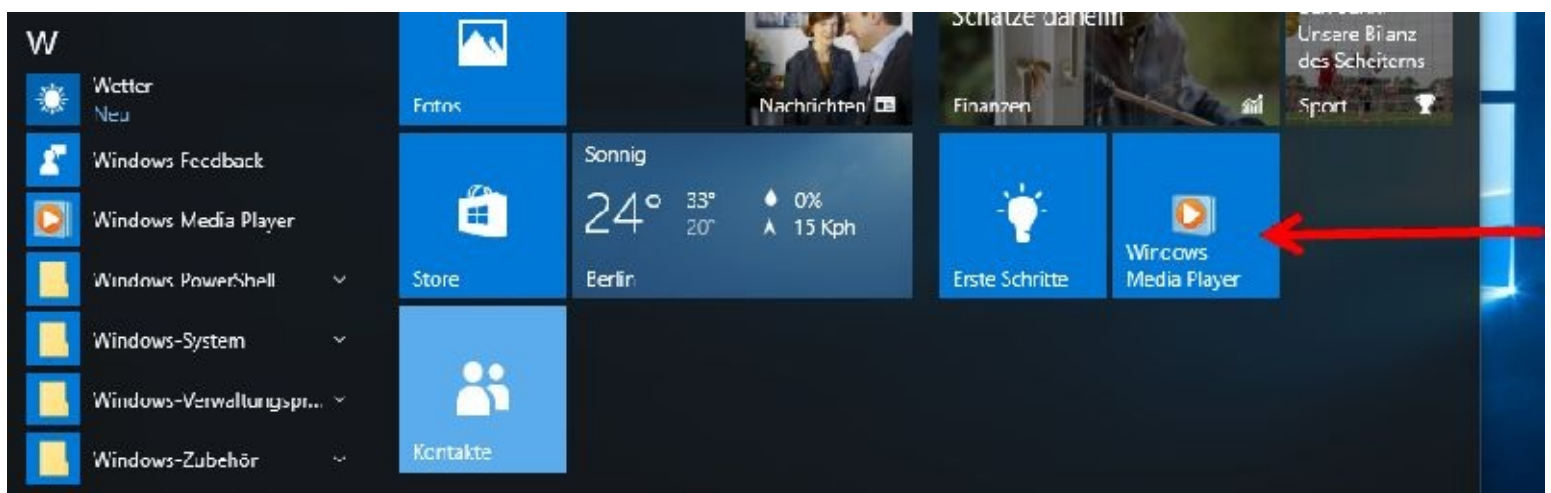 W
Wetter
Neu
Windows Feedback
Windows Media Player
Windows PowerShell
Windows-System
Windows-Verwaltungspr...
Windows-Zubehör
Fotos
Nachrichten
Schätze daheim
Finanzen
Unsere Bilanz
des Scheiterns
Sport
Store
Sonnig
24° 33° 0%
20° 15 Kph
Berlin
Erste Schritte
Windows
Media Player
Kontakte